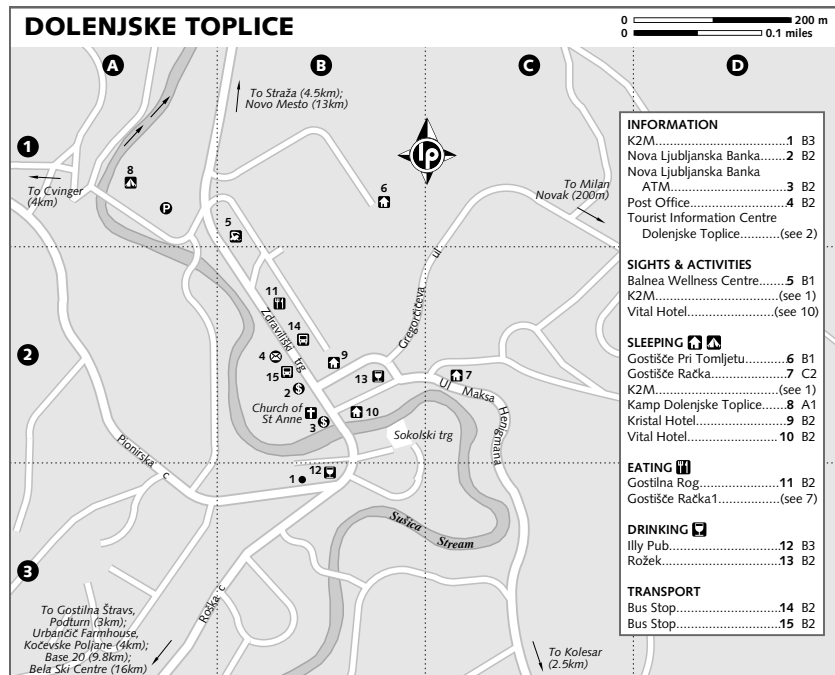 DOLENJSKE TOPLICE
0 200 m
0 0.1 miles
A B C D
1
2
3
To Straža (4.5km);
Novo Mesto (13km)
lp
8
To Cvinger
(4km)
P
6
To Milan
Novak (200m)
5
11
Zdraviliški trg
14
4
15
2
9
13
Gregorčičeva ul
7
Ul Maksa Henigmana
Church of
St Anne
3
10
Sokolski trg
Pionirska c
12
1
Sušica
Stream
Roška c
To Gostilna Štravs,
Podturn (3km);
Urbančič Farmhouse,
Kočevske Poljane (4km);
Base 20 (9.8km);
Bela Ski Centre (16km)
To Kolesar
(2.5km)
INFORMATION
K2M 1 B3
Nova Ljubljanska Banka 2 B2
Nova Ljubljanska Banka
ATM 3 B2
Post Office 4 B2
Tourist Information Centre
Dolenjske Toplice (see 2)
SIGHTS & ACTIVITIES
Balnea Wellness Centre 5 B1
K2M (see 1)
Vital Hotel (see 10)
SLEEPING
Gostišče Pri Tomljetu 6 B1
Gostišče Račka 7 C2
K2M (see 1)
Kamp Dolenjske Toplice 8 A1
Kristal Hotel 9 B2
Vital Hotel 10 B2
EATING
Gostilna Rog 11 B2
Gostišče Račka1 (see 7)
DRINKING
Illy Pub 12 B3
Rožek 13 B2
TRANSPORT
Bus Stop 14 B2
Bus Stop 15 B2